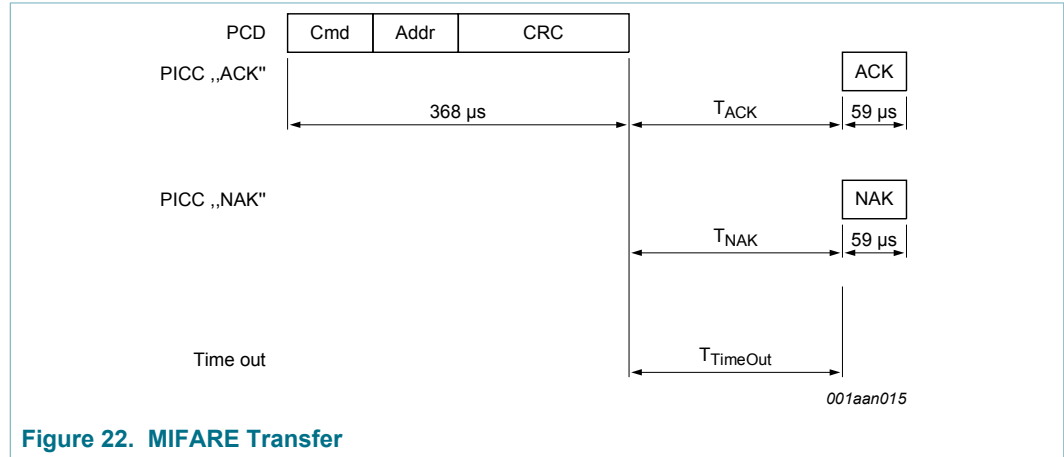 PCD Cmd Addr CRC
PICC ,,ACK" ACK
368 µs TACK 59 µs
PICC ,,NAK" NAK
TNAK 59 µs
Time out TTimeOut
001aan015
Figure 22. MIFARE Transfer